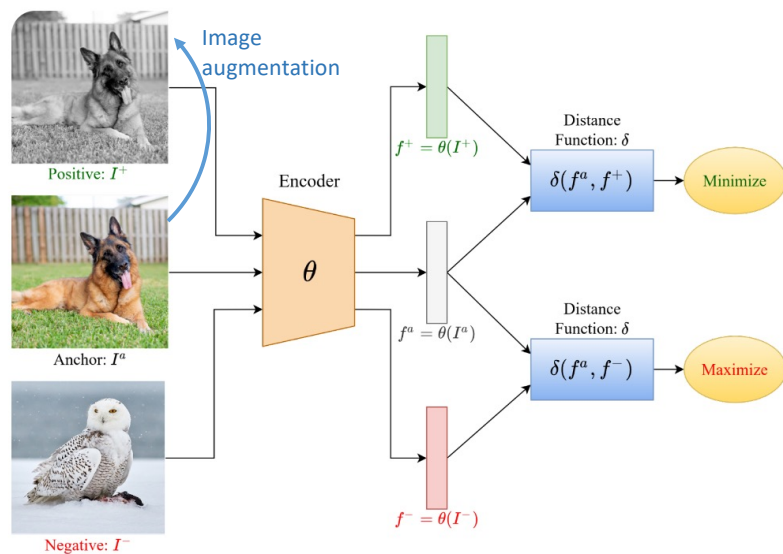 Image
augmentation
Positive: I⁺
Encoder
θ
Anchor: Iᵃ
Negative: I⁻
f⁺ = θ(I⁺)
fᵃ = θ(Iᵃ)
f⁻ = θ(I⁻)
Distance
Function: δ
δ(fᵃ, f⁺)
Minimize
Distance
Function: δ
δ(fᵃ, f⁻)
Maximize